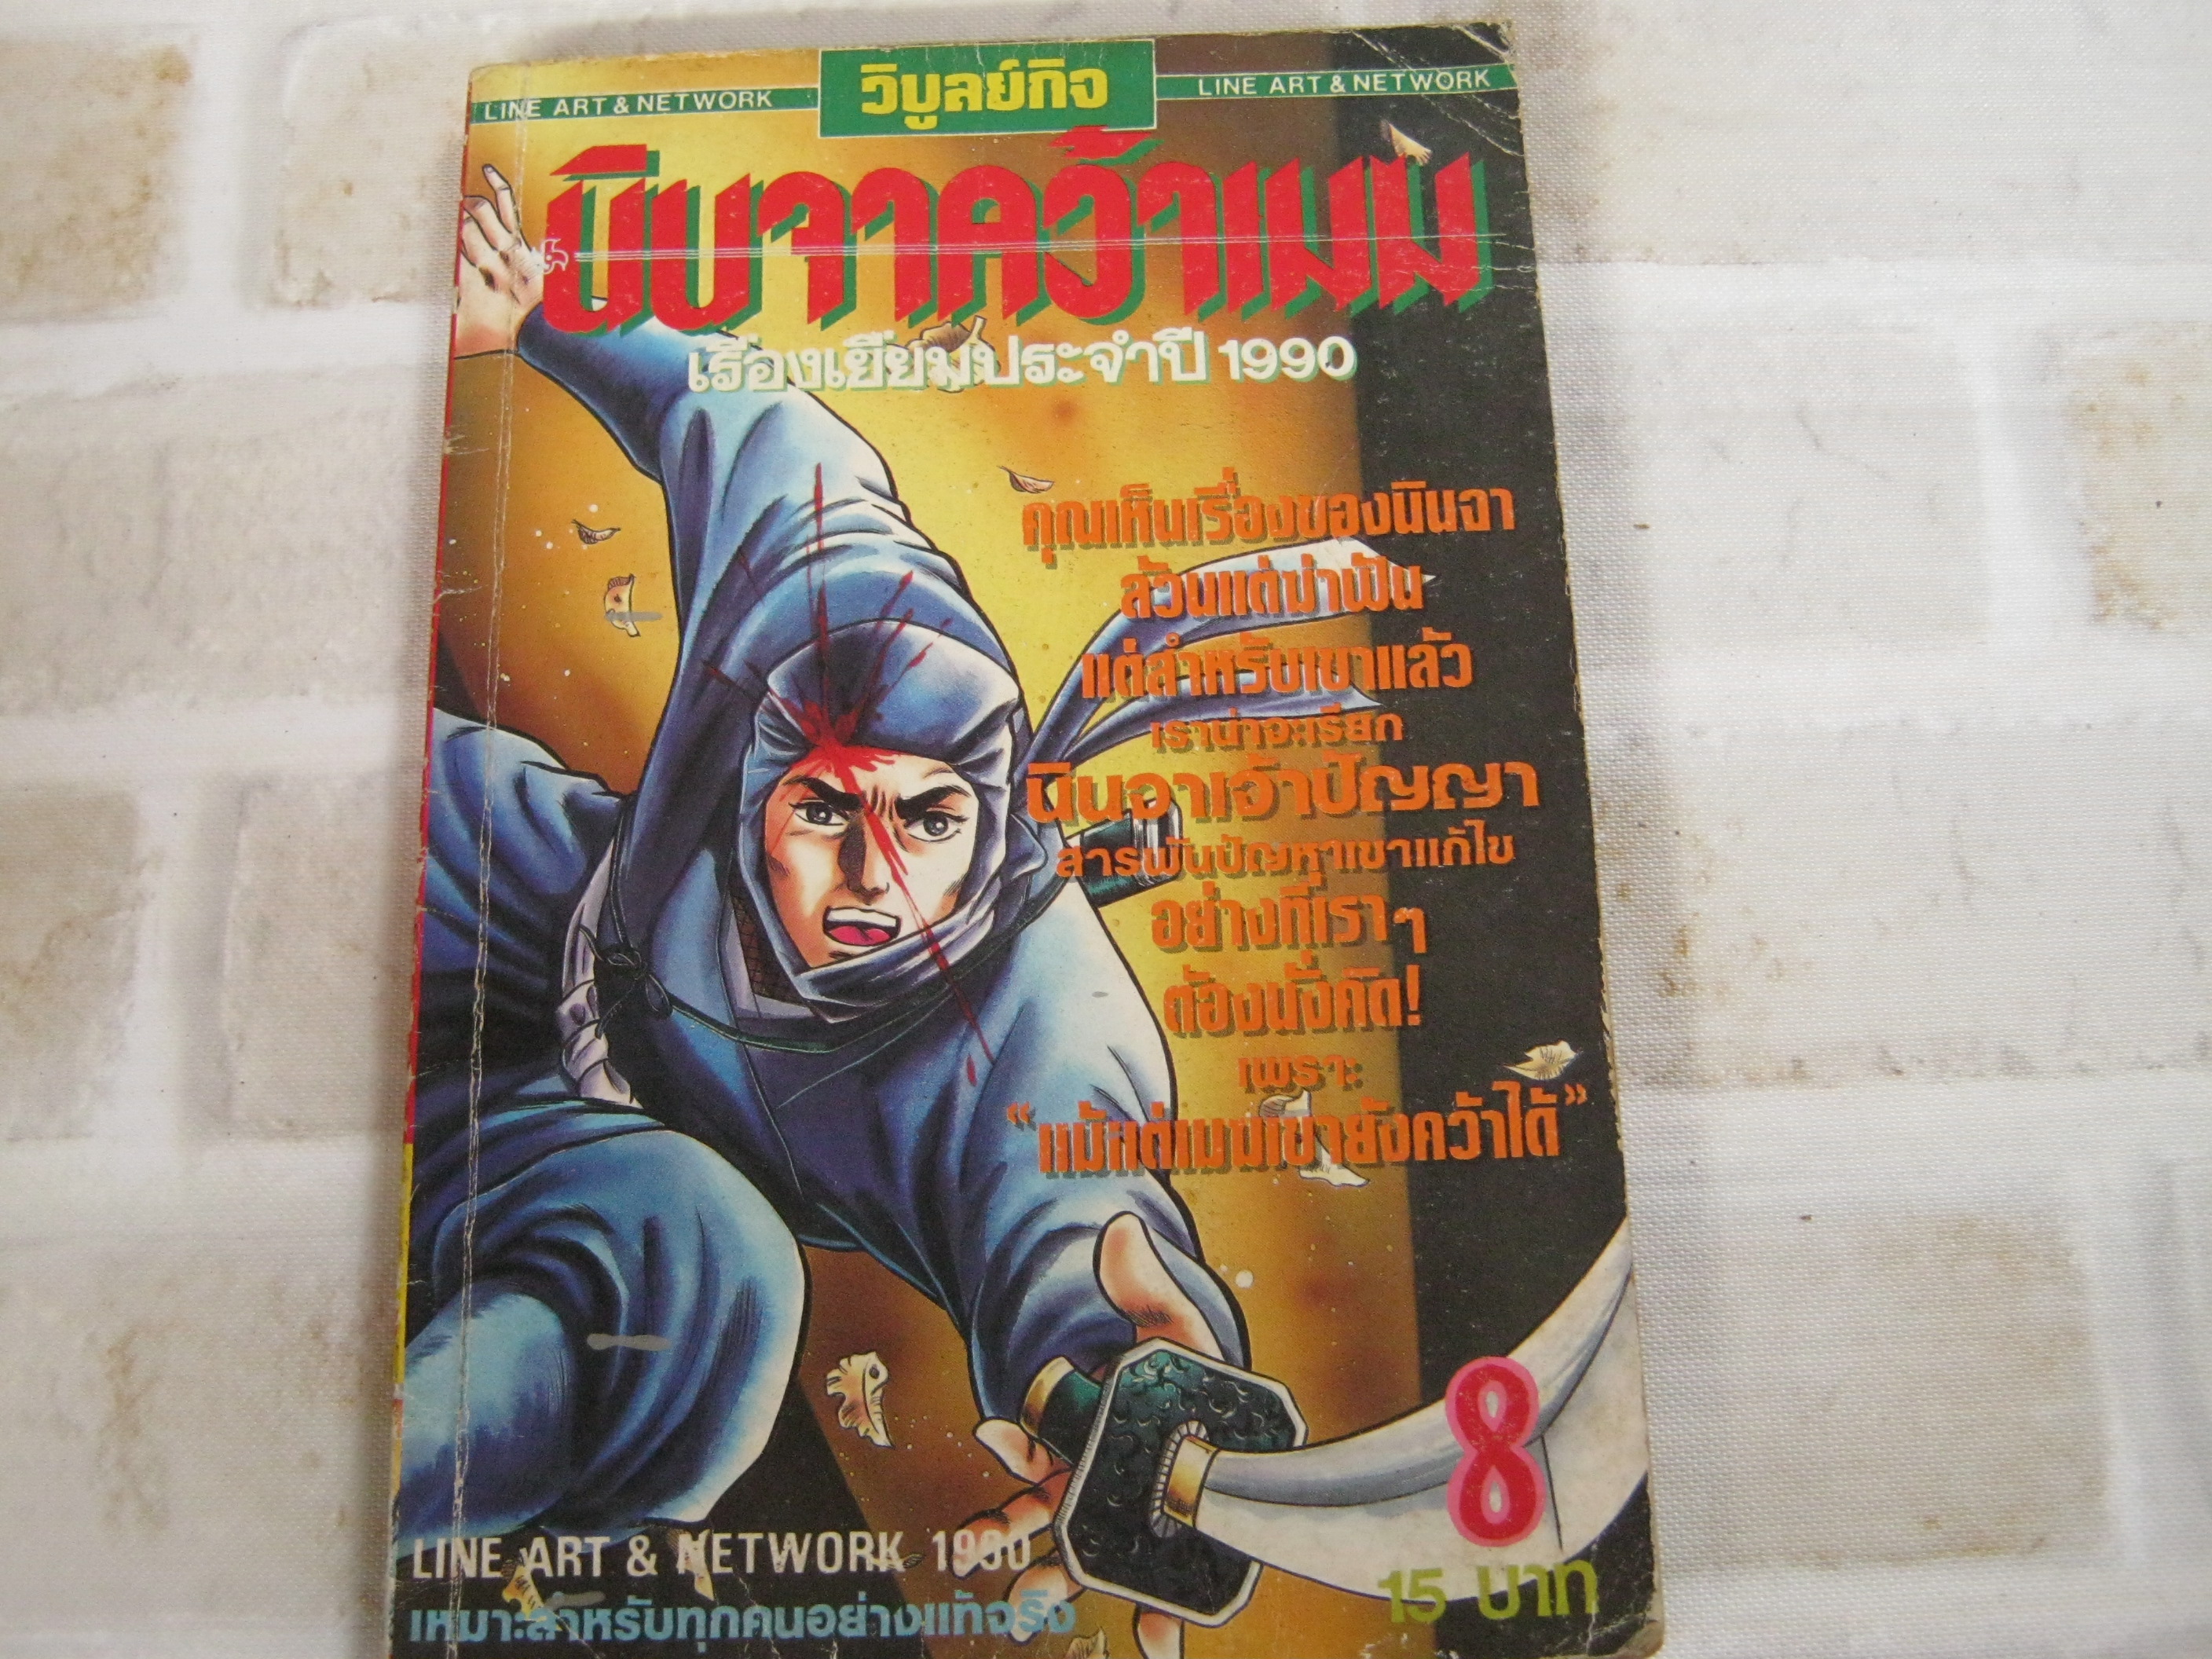 วิบูลย์กิจ
LINE ART & NETWORK
LINE ART & NETWORK
นินจาคว้าเมฆ
เรื่องเยี่ยมประจำปี 1990
คุณเห็นเรื่องของนินจา
ล้วนแต่ฆ่าฟัน
แต่สำหรับเขาแล้ว
เราน่าจะเรียก
นินจาเจ้าปัญญา
สารพันปัญหาเขาแก้ไข
อย่างที่เราๆ
ต้องนั่งคิด!
เพราะ
“แม้แต่เมฆเขายังคว้าได้”
8
15 บาท
LINE ART & NETWORK 1990
เหมาะสำหรับทุกคนอย่างแท้จริง